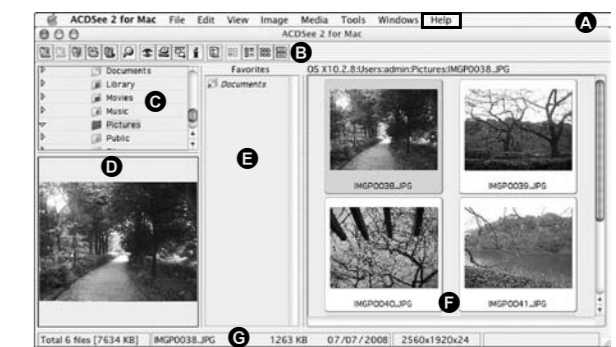 ACDSee 2 for Mac File Edit View Image Media Tools Windows Help A
ACDSee 2 for Mac
B
Documents
Library
Movies
Music
Pictures
Public
C
Favorites
Documents
E
OS X10.2.8:Users:admin:Pictures:IMGP0038.JPG
D
IMGP0038.JPG IMGP0039.JPG
IMGP0040.JPG IMGP0041.JPG
F
Total 6 files [7634 KB] IMGP0038.JPG G 1263 KB 07/07/2008 2560x1920x24